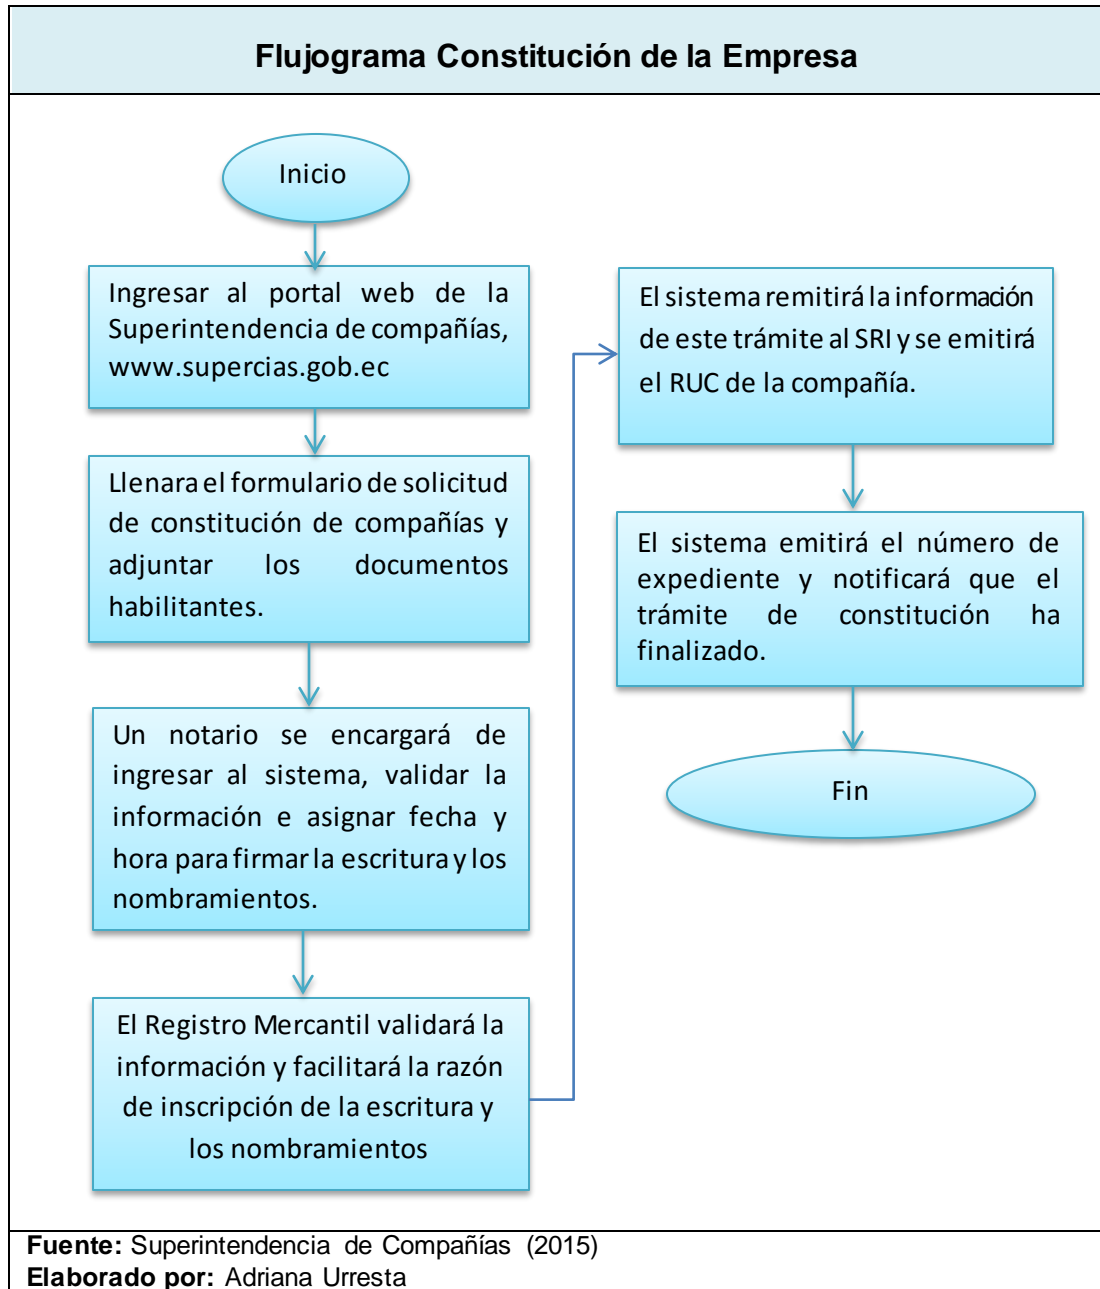 Flujograma Constitución de la Empresa
Inicio
Ingresar al portal web de la
Superintendencia de compañías,
www.supercias.gob.ec
Llenara el formulario de solicitud
de constitución de compañías y
adjuntar los documentos
habilitantes.
Un notario se encargará de
ingresar al sistema, validar la
información e asignar fecha y
hora para firmar la escritura y los
nombramientos.
El Registro Mercantil validará la
información y facilitará la razón
de inscripción de la escritura y
los nombramientos
El sistema remitirá la información
de este trámite al SRI y se emitirá
el RUC de la compañía.
El sistema emitirá el número de
expediente y notificará que el
trámite de constitución ha
finalizado.
Fin
Fuente: Superintendencia de Compañías (2015)
Elaborado por: Adriana Urresta